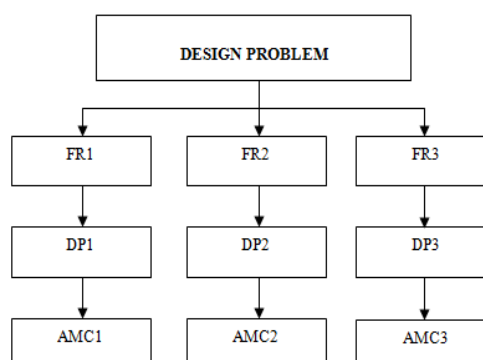 DESIGN PROBLEM
FR1 FR2 FR3
DP1 DP2 DP3
AMC1 AMC2 AMC3